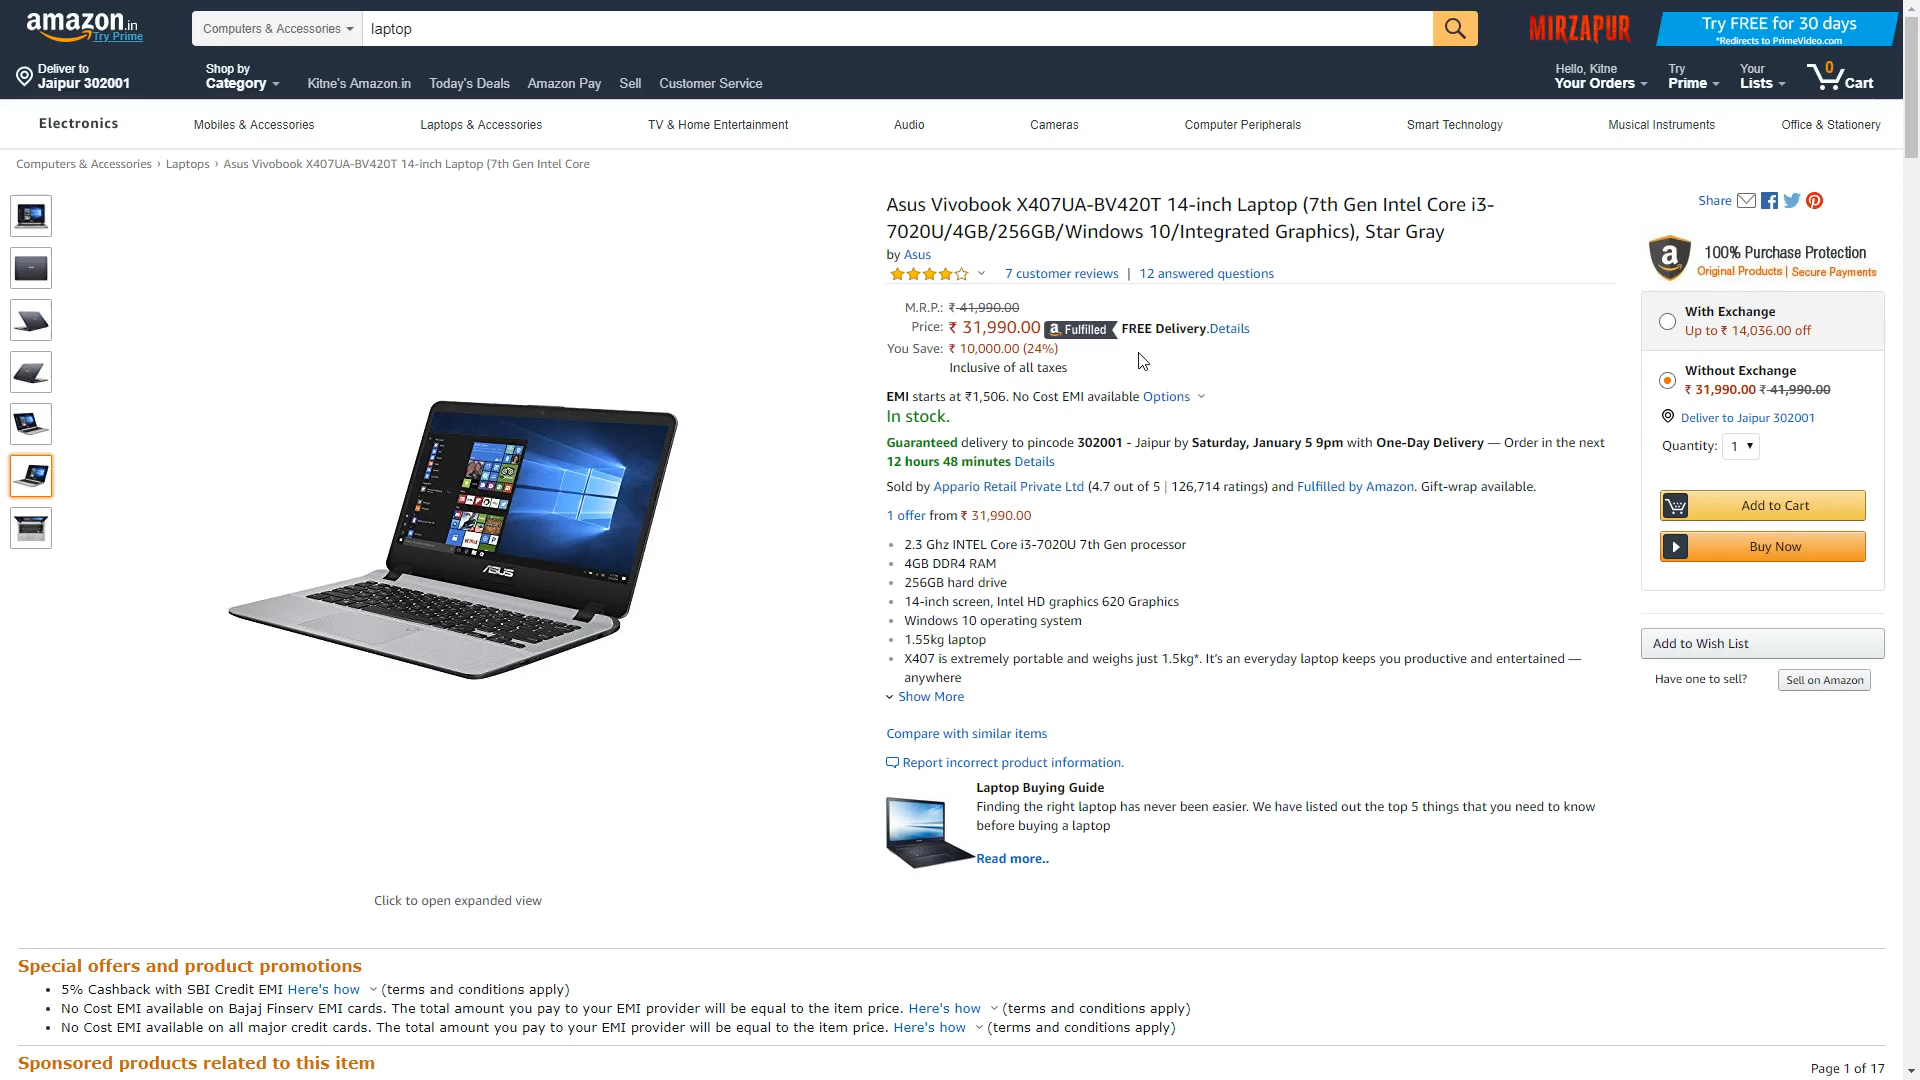 amazon.in
Try Prime
Computers & Accessories
laptop
MIRZAPUR
Try FREE for 30 days
*Redirects to PrimeVideo.com
Deliver to
Jaipur 302001
Shop by
Category
Kitne's Amazon.in
Today's Deals
Amazon Pay
Sell
Customer Service
Hello, Kitne
Your Orders
Try
Prime
Your
Lists
0
Cart
Electronics
Mobiles & Accessories
Laptops & Accessories
TV & Home Entertainment
Audio
Cameras
Computer Peripherals
Smart Technology
Musical Instruments
Office & Stationery
Computers & Accessories › Laptops › Asus Vivobook X407UA-BV420T 14-inch Laptop (7th Gen Intel Core
Asus Vivobook X407UA-BV420T 14-inch Laptop (7th Gen Intel Core i3-
7020U/4GB/256GB/Windows 10/Integrated Graphics), Star Gray
by Asus
7 customer reviews | 12 answered questions
M.R.P.: ₹ 41,990.00
Price: ₹ 31,990.00 a Fulfilled FREE Delivery.Details
You Save: ₹ 10,000.00 (24%)
Inclusive of all taxes
EMI starts at ₹1,506. No Cost EMI available Options
In stock.
Guaranteed delivery to pincode 302001 - Jaipur by Saturday, January 5 9pm with One-Day Delivery — Order in the next
12 hours 48 minutes Details
Sold by Appario Retail Private Ltd (4.7 out of 5 | 126,714 ratings) and Fulfilled by Amazon. Gift-wrap available.
1 offer from ₹ 31,990.00
• 2.3 Ghz INTEL Core i3-7020U 7th Gen processor
• 4GB DDR4 RAM
• 256GB hard drive
• 14-inch screen, Intel HD graphics 620 Graphics
• Windows 10 operating system
• 1.55kg laptop
• X407 is extremely portable and weighs just 1.5kg*. It's an everyday laptop keeps you productive and entertained —
anywhere
Show More
Compare with similar items
Report incorrect product information.
Laptop Buying Guide
Finding the right laptop has never been easier. We have listed out the top 5 things that you need to know
before buying a laptop
Read more..
Share
a
100% Purchase Protection
Original Products | Secure Payments
With Exchange
Up to ₹ 14,036.00 off
Without Exchange
₹ 31,990.00 ₹ 41,990.00
Deliver to Jaipur 302001
Quantity: 1
Add to Cart
Buy Now
Add to Wish List
Have one to sell?
Sell on Amazon
ASUS
Click to open expanded view
Special offers and product promotions
• 5% Cashback with SBI Credit EMI Here's how (terms and conditions apply)
• No Cost EMI available on Bajaj Finserv EMI cards. The total amount you pay to your EMI provider will be equal to the item price. Here's how (terms and conditions apply)
• No Cost EMI available on all major credit cards. The total amount you pay to your EMI provider will be equal to the item price. Here's how (terms and conditions apply)
Sponsored products related to this item
Page 1 of 17